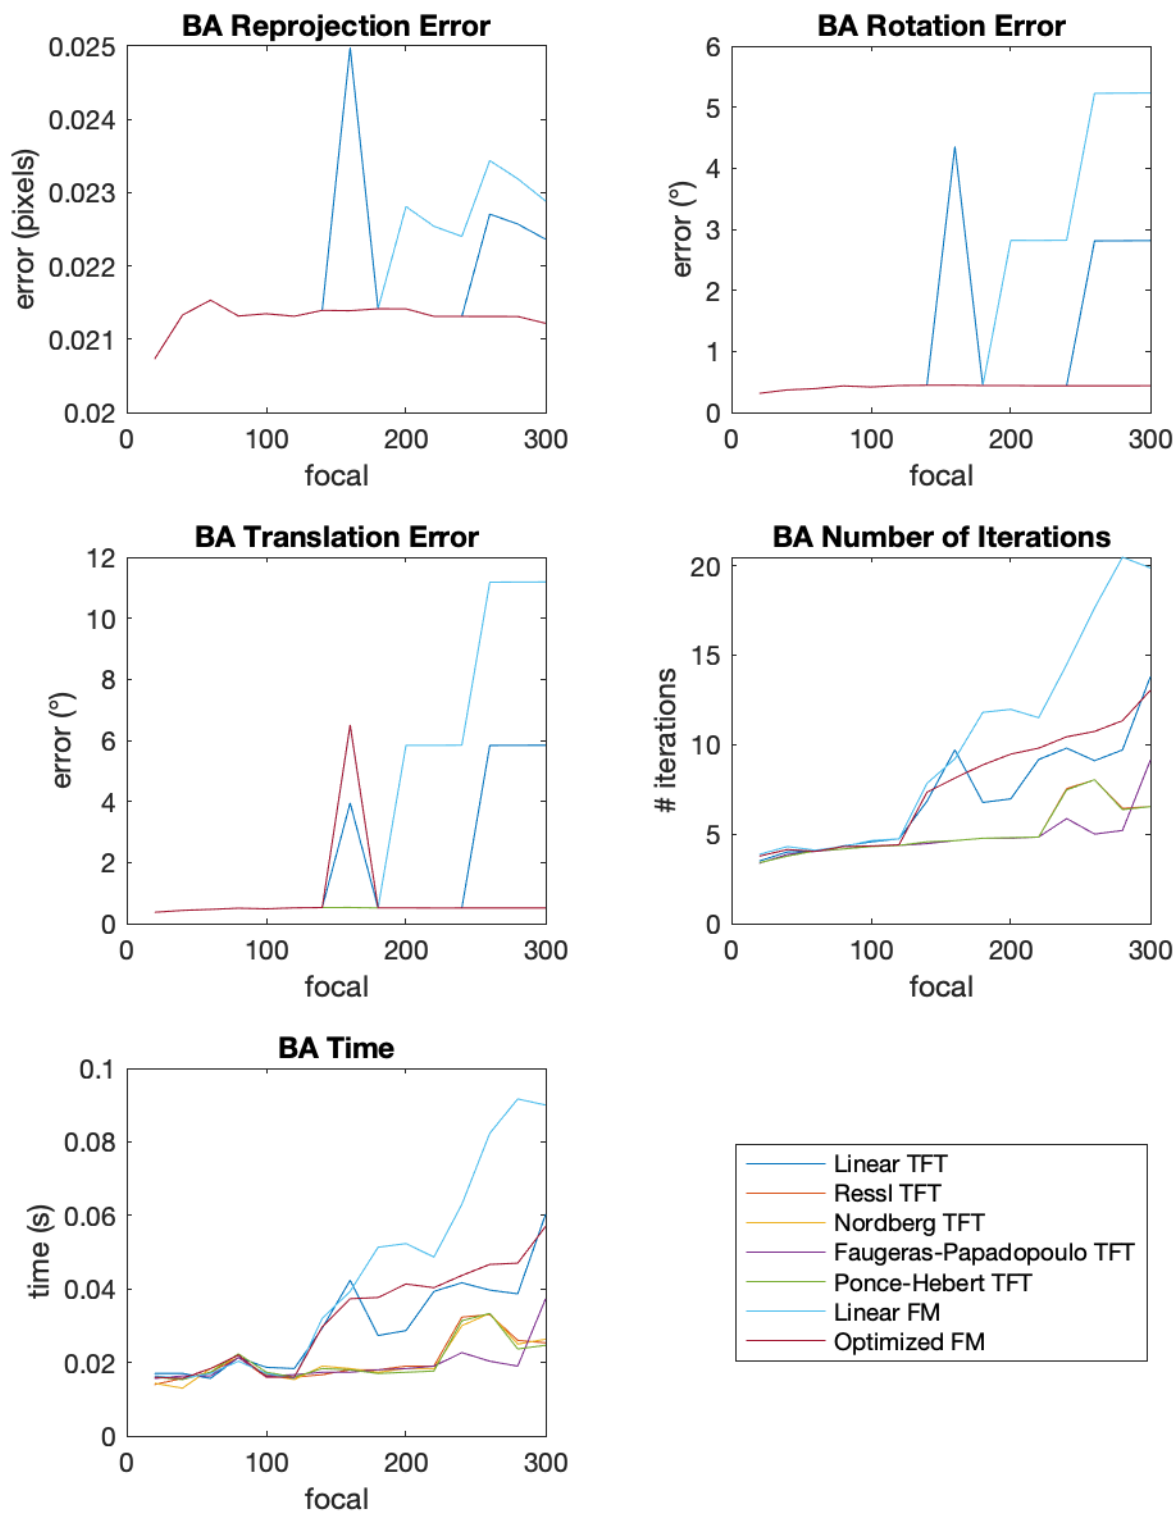 BA Reprojection Error
0.025
0.024
0.023
0.022
0.021
0.02
error (pixels)
0 100 200 300
focal
BA Rotation Error
6
5
4
3
2
1
0
error (°)
0 100 200 300
focal
BA Translation Error
12
10
8
6
4
2
0
error (°)
0 100 200 300
focal
BA Number of Iterations
20
15
10
5
0
# iterations
0 100 200 300
focal
BA Time
0.1
0.08
0.06
0.04
0.02
0
time (s)
0 100 200 300
focal
Linear TFT
Ressl TFT
Nordberg TFT
Faugeras-Papadopoulo TFT
Ponce-Hebert TFT
Linear FM
Optimized FM